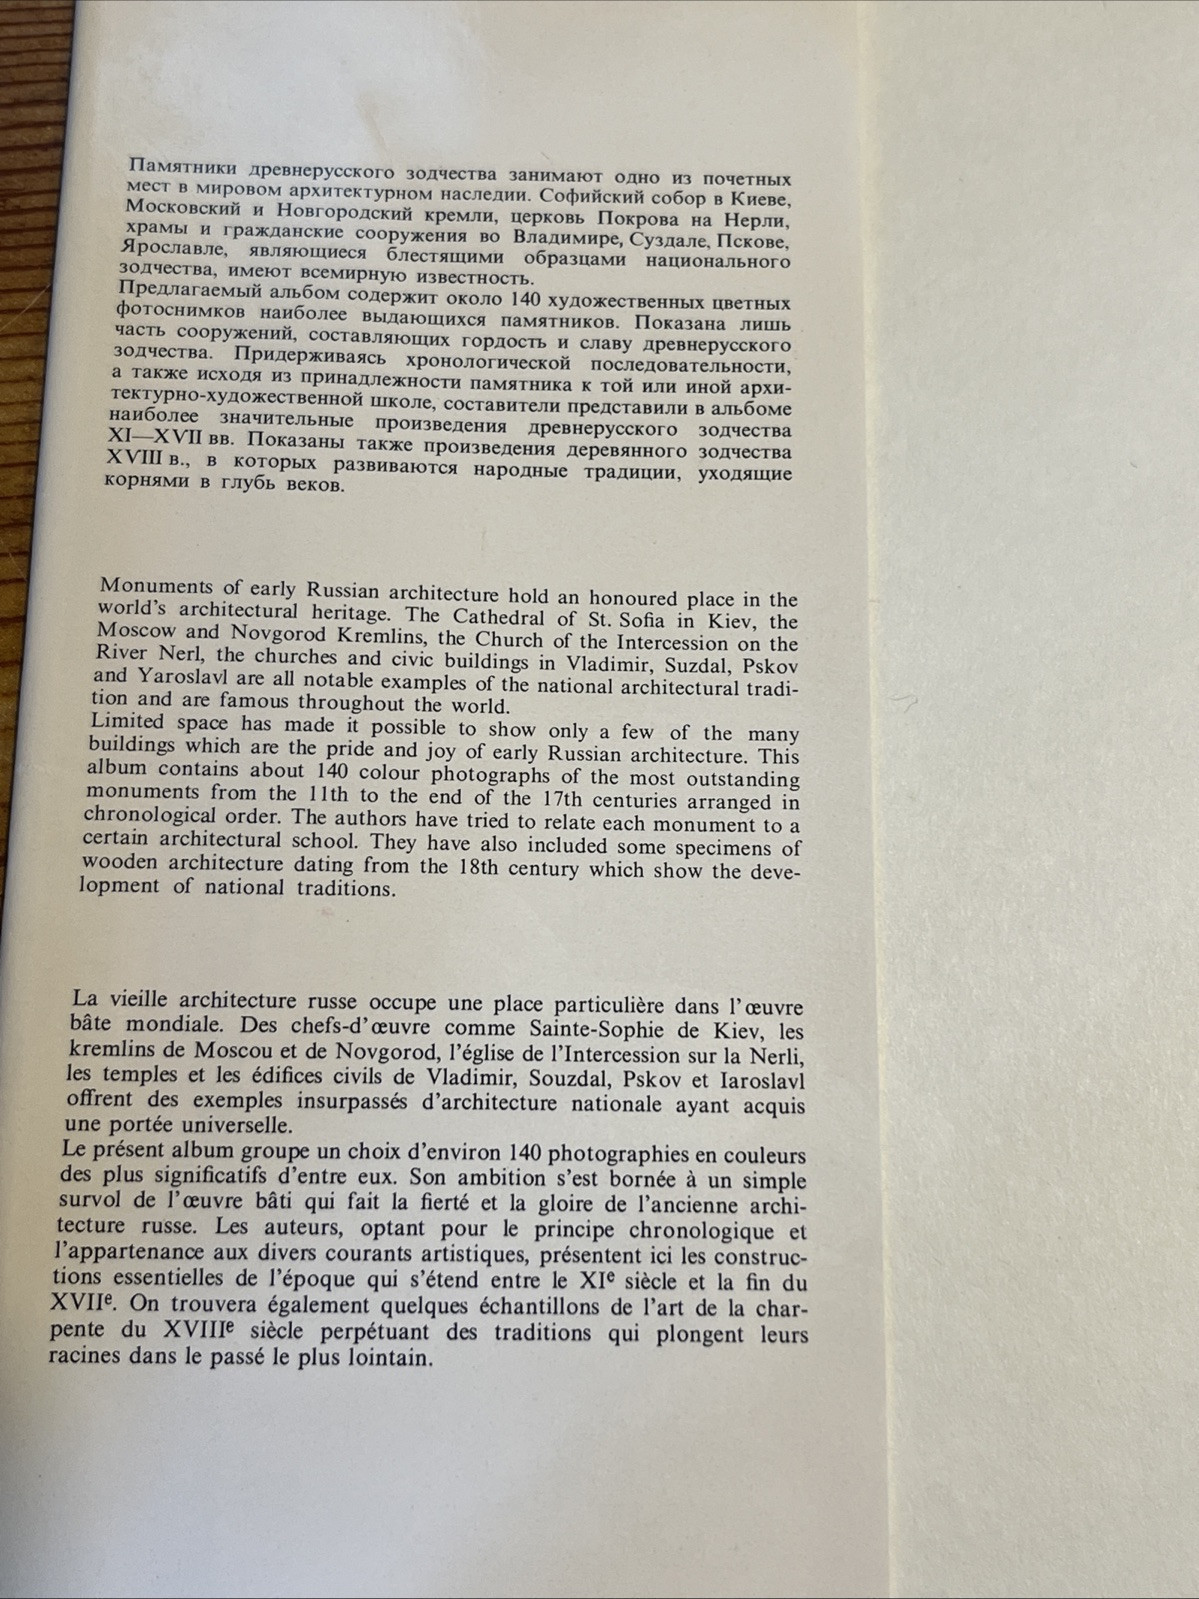 Памятники древнерусского зодчества занимают одно из почетных
мест в мировом архитектурном наследии. Софийский собор в Киеве,
Московский и Новгородский кремли, церковь Покрова на Нерли,
храмы и гражданские сооружения во Владимире, Суздале, Пскове,
Ярославле, являющиеся блестящими образцами национального
зодчества, имеют всемирную известность.
Предлагаемый альбом содержит около 140 художественных цветных
фотоснимков наиболее выдающихся памятников. Показана лишь
часть сооружений, составляющих гордость и славу древнерусского
зодчества. Придерживаясь хронологической последовательности,
а также исходя из принадлежности памятника к той или иной архи-
тектурно-художественной школе, составители представили в альбоме
наиболее значительные произведения древнерусского зодчества
XI—XVII вв. Показаны также произведения деревянного зодчества
XVIII в., в которых развиваются народные традиции, уходящие
корнями в глубь веков.
Monuments of early Russian architecture hold an honoured place in the
world's architectural heritage. The Cathedral of St. Sofia in Kiev, the
Moscow and Novgorod Kremlins, the Church of the Intercession on the
River Nerl, the churches and civic buildings in Vladimir, Suzdal, Pskov
and Yaroslavl are all notable examples of the national architectural tradi-
tion and are famous throughout the world.
Limited space has made it possible to show only a few of the many
buildings which are the pride and joy of early Russian architecture. This
album contains about 140 colour photographs of the most outstanding
monuments from the 11th to the end of the 17th centuries arranged in
chronological order. The authors have tried to relate each monument to a
certain architectural school. They have also included some specimens of
wooden architecture dating from the 18th century which show the deve-
lopment of national traditions.
La vieille architecture russe occupe une place particulière dans l'œuvre
bâte mondiale. Des chefs-d'œuvre comme Sainte-Sophie de Kiev, les
kremlins de Moscou et de Novgorod, l'église de l'Intercession sur la Nerli,
les temples et les édifices civils de Vladimir, Souzdal, Pskov et Iaroslavl
offrent des exemples insurpassés d'architecture nationale ayant acquis
une portée universelle.
Le présent album groupe un choix d'environ 140 photographies en couleurs
des plus significatifs d'entre eux. Son ambition s'est bornée à un simple
survol de l'œuvre bâti qui fait la fierté et la gloire de l'ancienne archi-
tecture russe. Les auteurs, optant pour le principe chronologique et
l'appartenance aux divers courants artistiques, présentent ici les construc-
tions essentielles de l'époque qui s'étend entre le XIe siècle et la fin du
XVIIe. On trouvera également quelques échantillons de l'art de la char-
pente du XVIIIe siècle perpétuant des traditions qui plongent leurs
racines dans le passé le plus lointain.